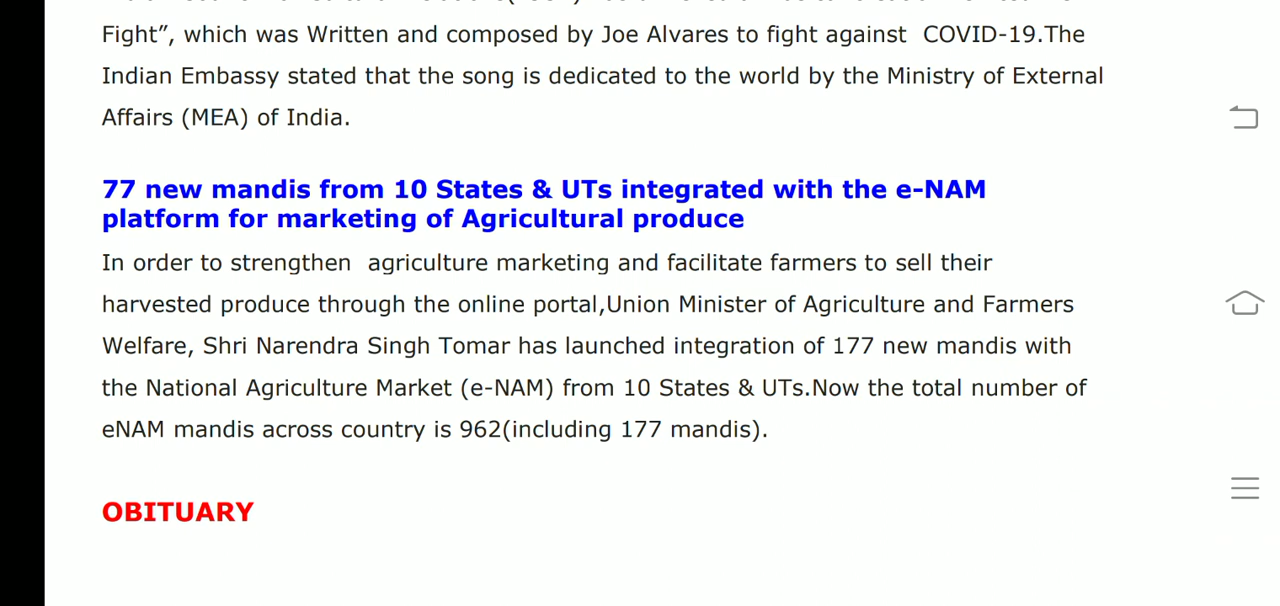 Fight”, which was Written and composed by Joe Alvares to fight against  COVID-19.The
Indian Embassy stated that the song is dedicated to the world by the Ministry of External
Affairs (MEA) of India.
77 new mandis from 10 States & UTs integrated with the e-NAM
platform for marketing of Agricultural produce
In order to strengthen  agriculture marketing and facilitate farmers to sell their
harvested produce through the online portal,Union Minister of Agriculture and Farmers
Welfare, Shri Narendra Singh Tomar has launched integration of 177 new mandis with
the National Agriculture Market (e-NAM) from 10 States & UTs.Now the total number of
eNAM mandis across country is 962(including 177 mandis).
OBITUARY